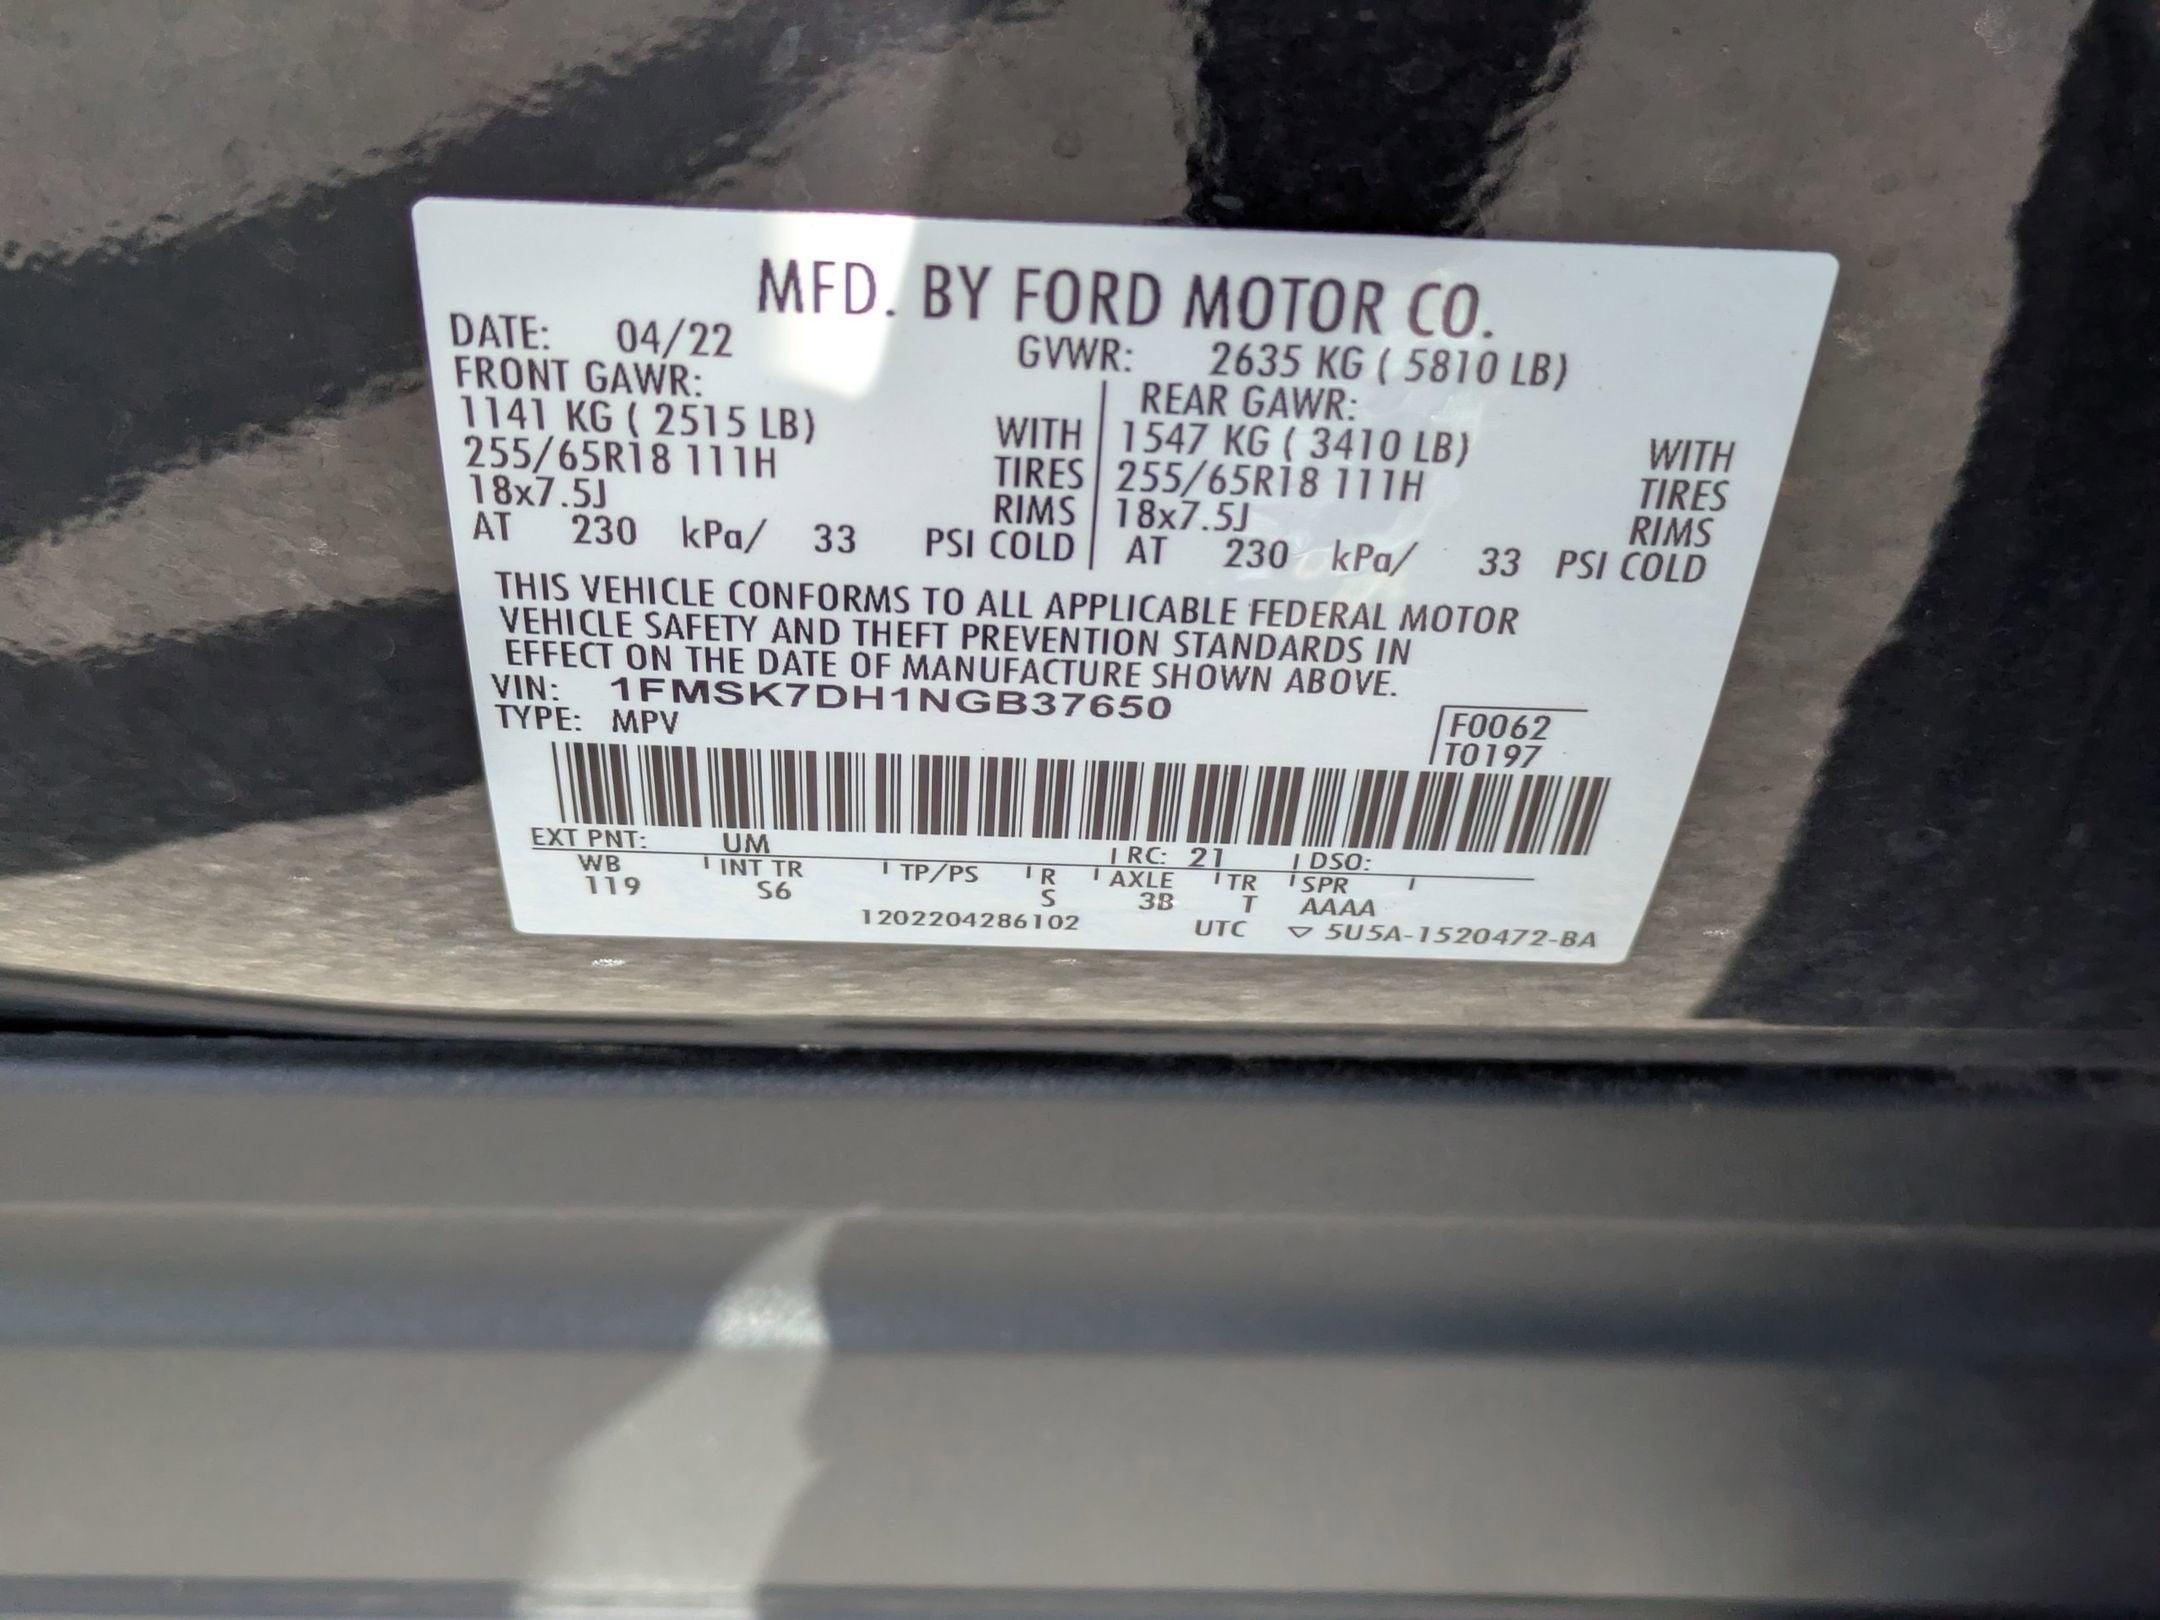 MFD. BY FORD MOTOR CO.
DATE: 04/22 GVWR: 2635 KG ( 5810 LB)
FRONT GAWR: REAR GAWR:
1141 KG ( 2515 LB) WITH 1547 KG ( 3410 LB) WITH
255/65R18 111H TIRES 255/65R18 111H TIRES
18x7.5J RIMS 18x7.5J RIMS
AT 230 kPa/ 33 PSI COLD AT 230 kPa/ 33 PSI COLD
THIS VEHICLE CONFORMS TO ALL APPLICABLE FEDERAL MOTOR
VEHICLE SAFETY AND THEFT PREVENTION STANDARDS IN
EFFECT ON THE DATE OF MANUFACTURE SHOWN ABOVE.
VIN: 1FMSK7DH1NGB37650
TYPE: MPV F0062
T0197
EXT PNT: UM RC: 21 DSO:
WB INT TR TP/PS R AXLE TR SPR
119 S6 S 3B T AAAA
1202204286102 UTC ▽ 5U5A-1520472-BA